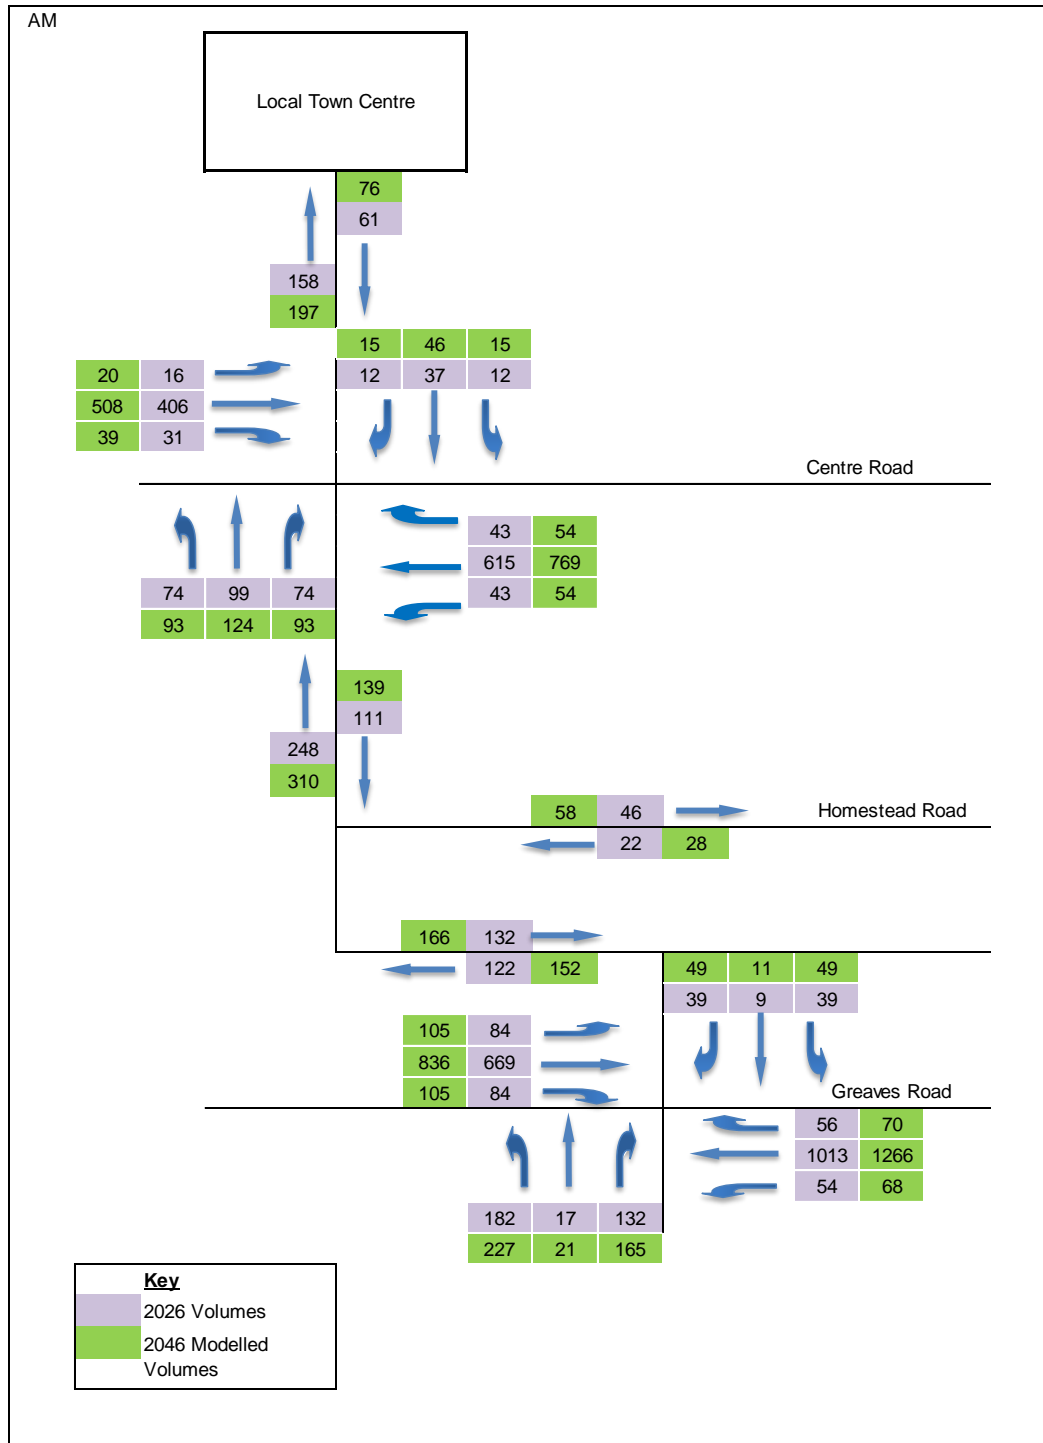 AM
Local Town Centre
76
61
158
197
15 46 15
12 37 12
20 16
508 406
39 31
Centre Road
43 54
615 769
43 54
74 99 74
93 124 93
139
111
248
310
58 46
Homestead Road
22 28
166 132
122 152
49 11 49
39 9 39
105 84
836 669
105 84
Greaves Road
56 70
1013 1266
54 68
182 17 132
227 21 165
Key
2026 Volumes
2046 Modelled
Volumes